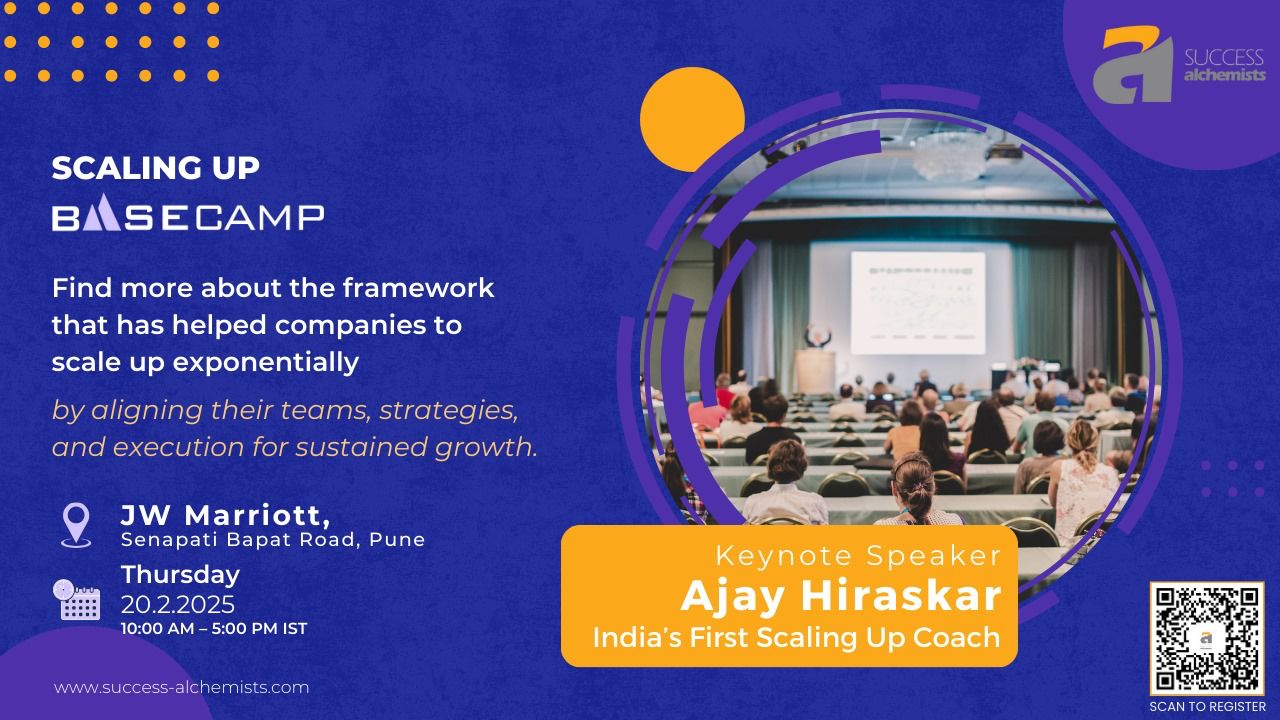 SUCCESS
alchemists
SCALING UP
BASECAMP
Find more about the framework
that has helped companies to
scale up exponentially
by aligning their teams, strategies,
and execution for sustained growth.
JW Marriott,
Senapati Bapat Road, Pune
Thursday
20.2.2025
10:00 AM – 5:00 PM IST
www.success-alchemists.com
Keynote Speaker
Ajay Hiraskar
India’s First Scaling Up Coach
SCAN TO REGISTER